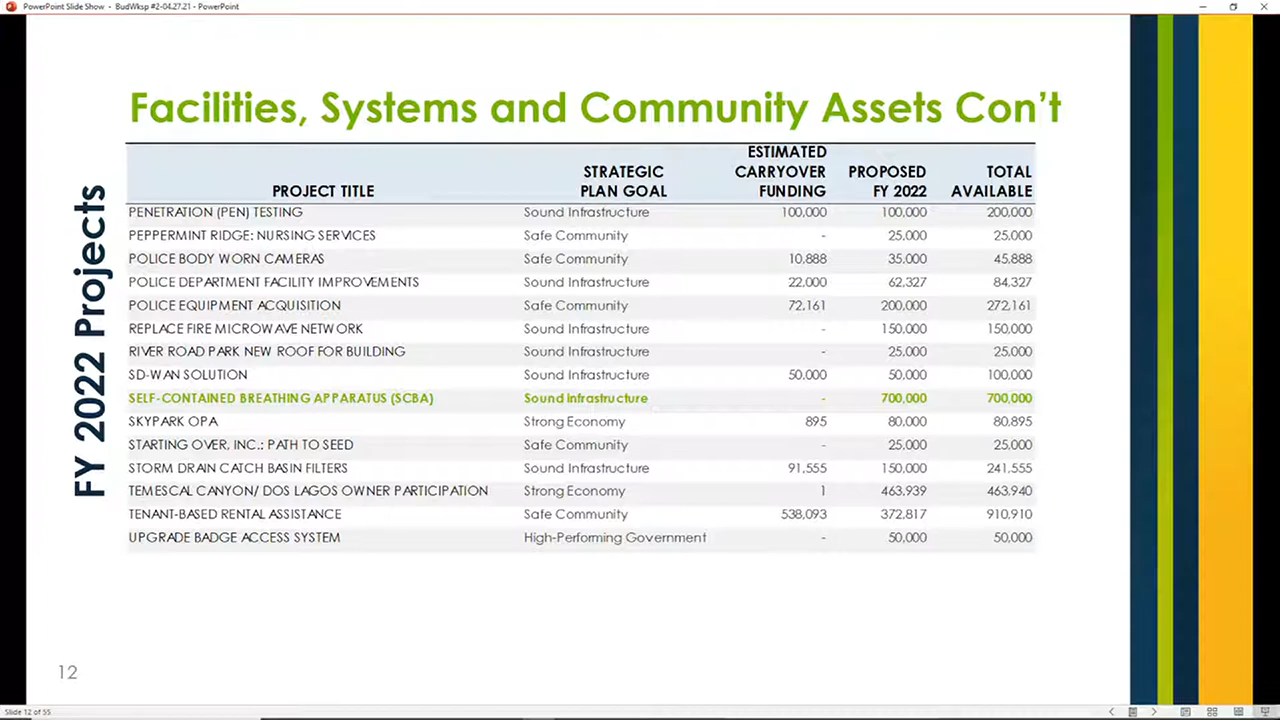 PowerPoint Slide Show - BudWksp #2-04.27.21 - PowerPoint
Facilities, Systems and Community Assets Con't
FY 2022 Projects
PROJECT TITLE STRATEGIC PLAN GOAL ESTIMATED CARRYOVER FUNDING PROPOSED FY 2022 TOTAL AVAILABLE
PENETRATION (PEN) TESTING Sound Infrastructure 100,000 100,000 200,000
PEPPERMINT RIDGE: NURSING SERVICES Safe Community - 25,000 25,000
POLICE BODY WORN CAMERAS Safe Community 10,888 35,000 45,888
POLICE DEPARTMENT FACILITY IMPROVEMENTS Sound Infrastructure 22,000 62,327 84,327
POLICE EQUIPMENT ACQUISITION Safe Community 22,161 200,000 272,161
REPLACE FIRE MICROWAVE NETWORK Sound Infrastructure - 150,000 150,000
RIVER ROAD PARK NEW ROOF FOR BUILDING Sound Infrastructure - 25,000 25,000
SD-WAN SOLUTION Sound Infrastructure 50,000 50,000 100,000
SELF-CONTAINED BREATHING APPARATUS (SCBA) Sound infrastructure - 700,000 700,000
SKYPARK OPA Strong Economy 895 80,000 80,895
STARTING OVER, INC.: PATH TO SEED Safe Community - 25,000 25,000
STORM DRAIN CATCH BASIN FILTERS Sound Infrastructure 91,555 150,000 241,555
TEMESCAL CANYON/ DOS LAGOS OWNER PARTICIPATION Strong Economy 1 463,939 463,940
TENANT-BASED RENTAL ASSISTANCE Safe Community 538,093 372,817 910,910
UPGRADE BADGE ACCESS SYSTEM High-Performing Government - 50,000 50,000
12
Slide 12 of 55